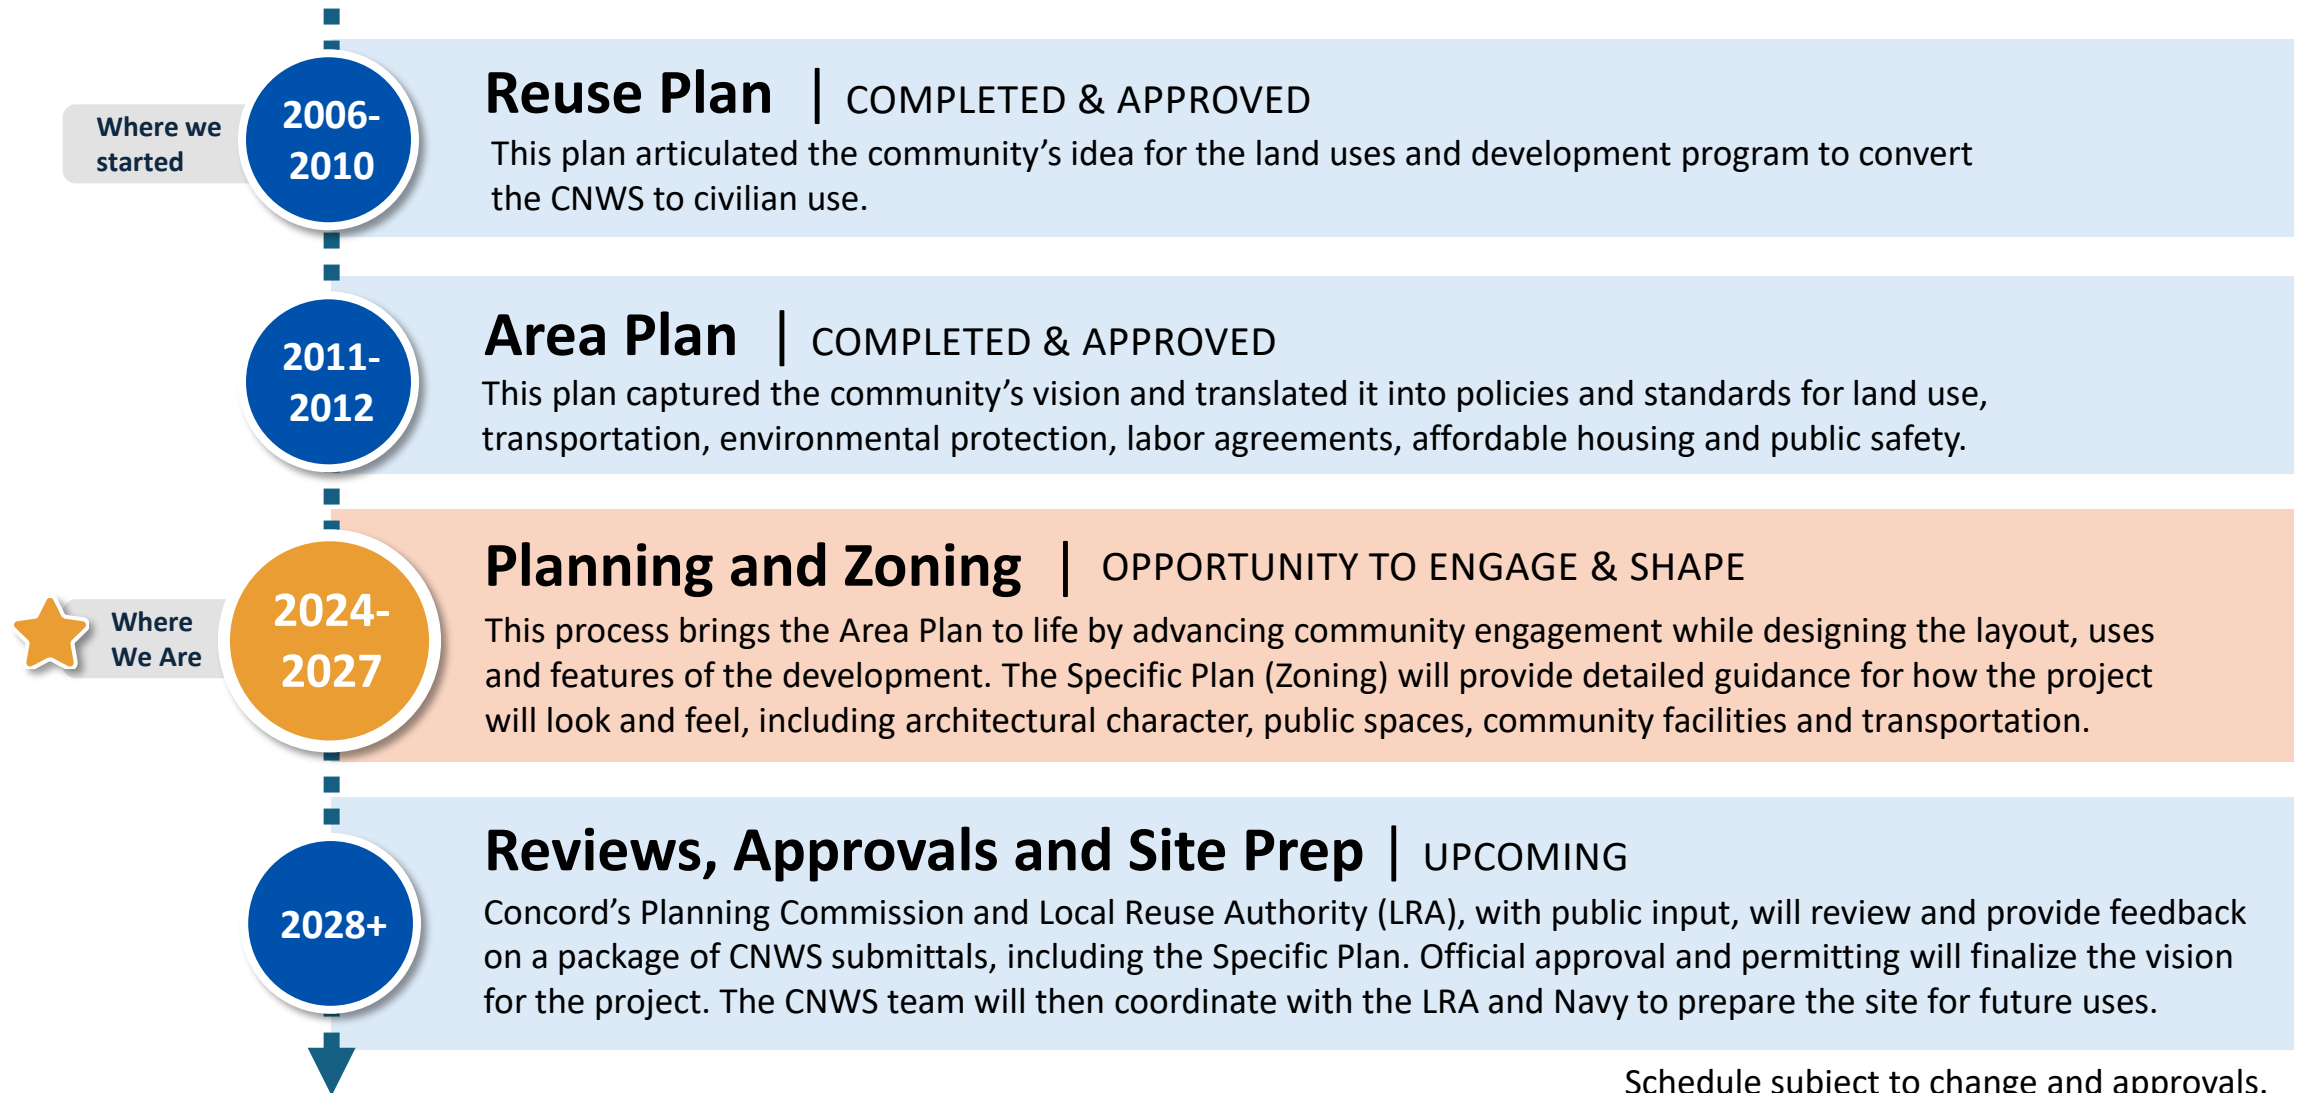 Where we
started
2006-
2010
Reuse Plan | COMPLETED & APPROVED
This plan articulated the community’s idea for the land uses and development program to convert
the CNWS to civilian use.
2011-
2012
Area Plan | COMPLETED & APPROVED
This plan captured the community’s vision and translated it into policies and standards for land use,
transportation, environmental protection, labor agreements, affordable housing and public safety.
Where
We Are
2024-
2027
Planning and Zoning | OPPORTUNITY TO ENGAGE & SHAPE
This process brings the Area Plan to life by advancing community engagement while designing the layout, uses
and features of the development. The Specific Plan (Zoning) will provide detailed guidance for how the project
will look and feel, including architectural character, public spaces, community facilities and transportation.
2028+
Reviews, Approvals and Site Prep | UPCOMING
Concord’s Planning Commission and Local Reuse Authority (LRA), with public input, will review and provide feedback
on a package of CNWS submittals, including the Specific Plan. Official approval and permitting will finalize the vision
for the project. The CNWS team will then coordinate with the LRA and Navy to prepare the site for future uses.
Schedule subject to change and approvals.